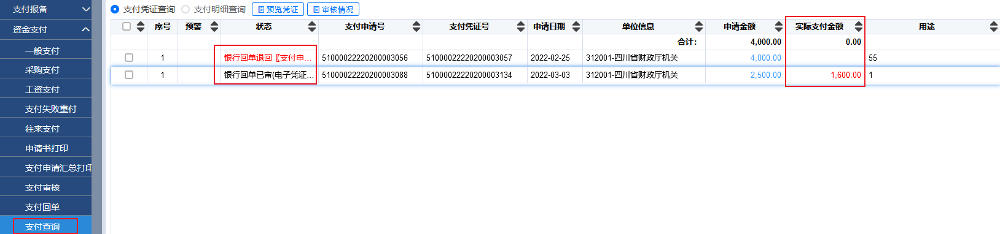 支付报备
资金支付
一般支付
采购支付
工资支付
支付失败重付
往来支付
申请书打印
支付申请汇总打印
支付审核
支付回单
支付查询
支付凭证查询 支付明细查询 预览凭证 审核情况
序号 预警 状态 支付申请号 支付凭证号 申请日期 单位信息 申请金额 实际支付金额 用途
合计： 4,000.00 0.00
1 银行回单退回〖支付申... 51000022220200003056 51000022220200003057 2022-02-25 312001-四川省财政厅机关 4,000.00 55
1 银行回单已审(电子凭证... 51000022220200003088 51000022220200003134 2022-03-03 312001-四川省财政厅机关 2,500.00 1,600.00 1